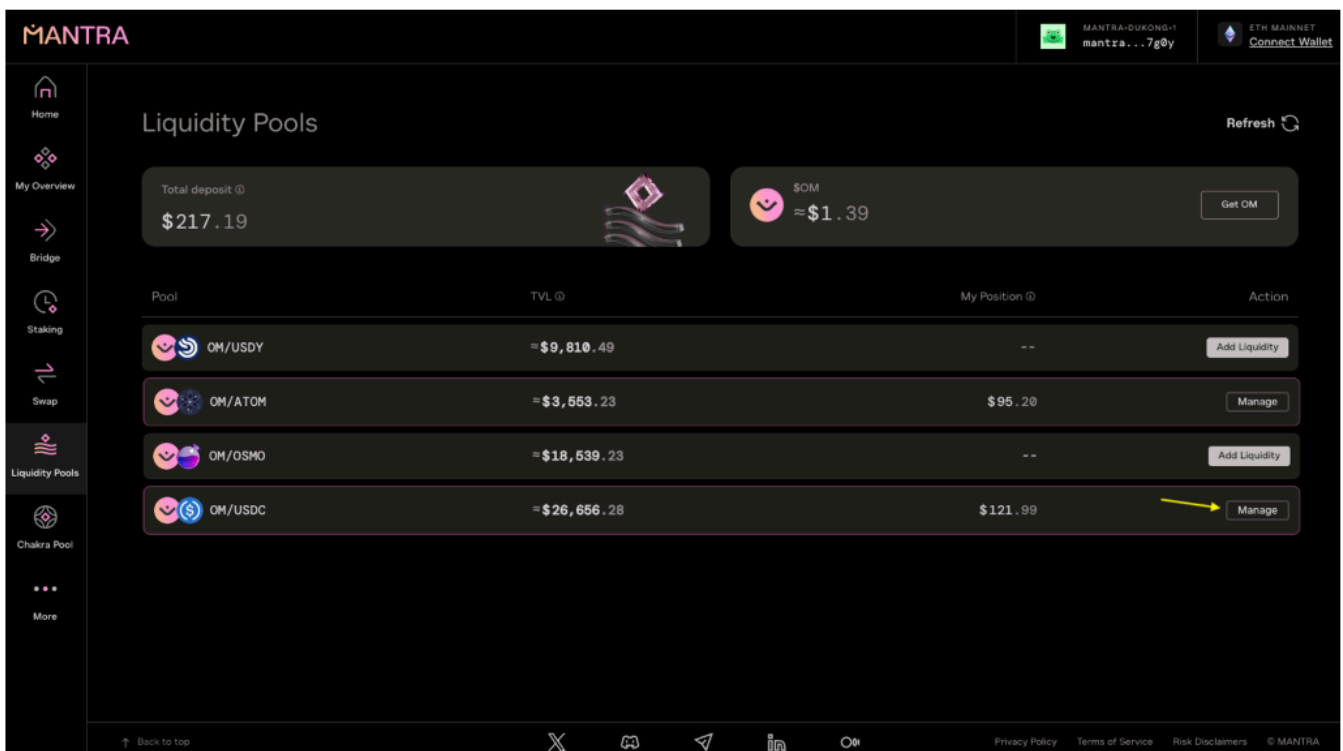 MANTRA
MANTRA-DUKONG-1
mantra...7g0y
ETH MAINNET
Connect Wallet
Home
My Overview
Bridge
Staking
Swap
Liquidity Pools
Chakra Pool
More
Liquidity Pools
Refresh
Total deposit
$217.19
$OM
≈$1.39
Get OM
Pool TVL My Position Action
OM/USDY ≈$9,810.49 -- Add Liquidity
OM/ATOM ≈$3,553.23 $95.20 Manage
OM/OSMO ≈$18,539.23 -- Add Liquidity
OM/USDC ≈$26,656.28 $121.99 Manage
↑ Back to top
Privacy Policy Terms of Service Risk Disclaimers © MANTRA